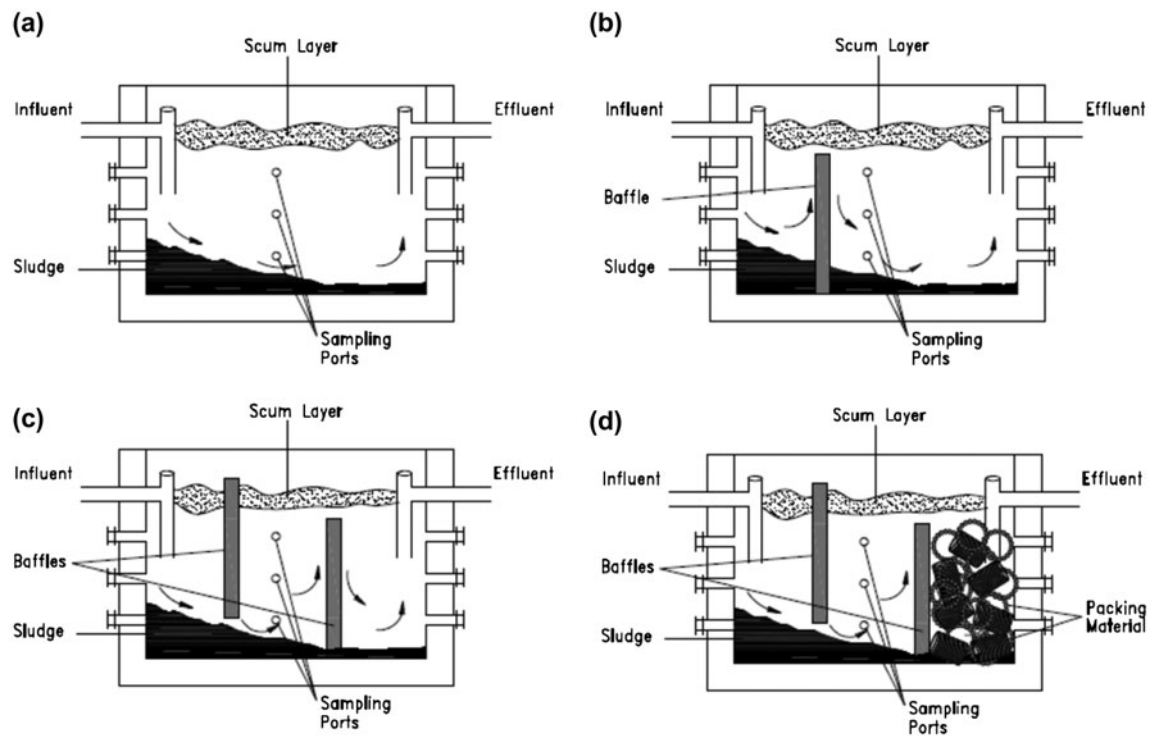 (a)
Scum Layer
Influent
Effluent
Sludge
Sampling
Ports
(b)
Scum Layer
Influent
Effluent
Baffle
Sludge
Sampling
Ports
(c)
Scum Layer
Influent
Effluent
Baffles
Sludge
Sampling
Ports
(d)
Scum Layer
Influent
Effluent
Baffles
Packing
Material
Sludge
Sampling
Ports